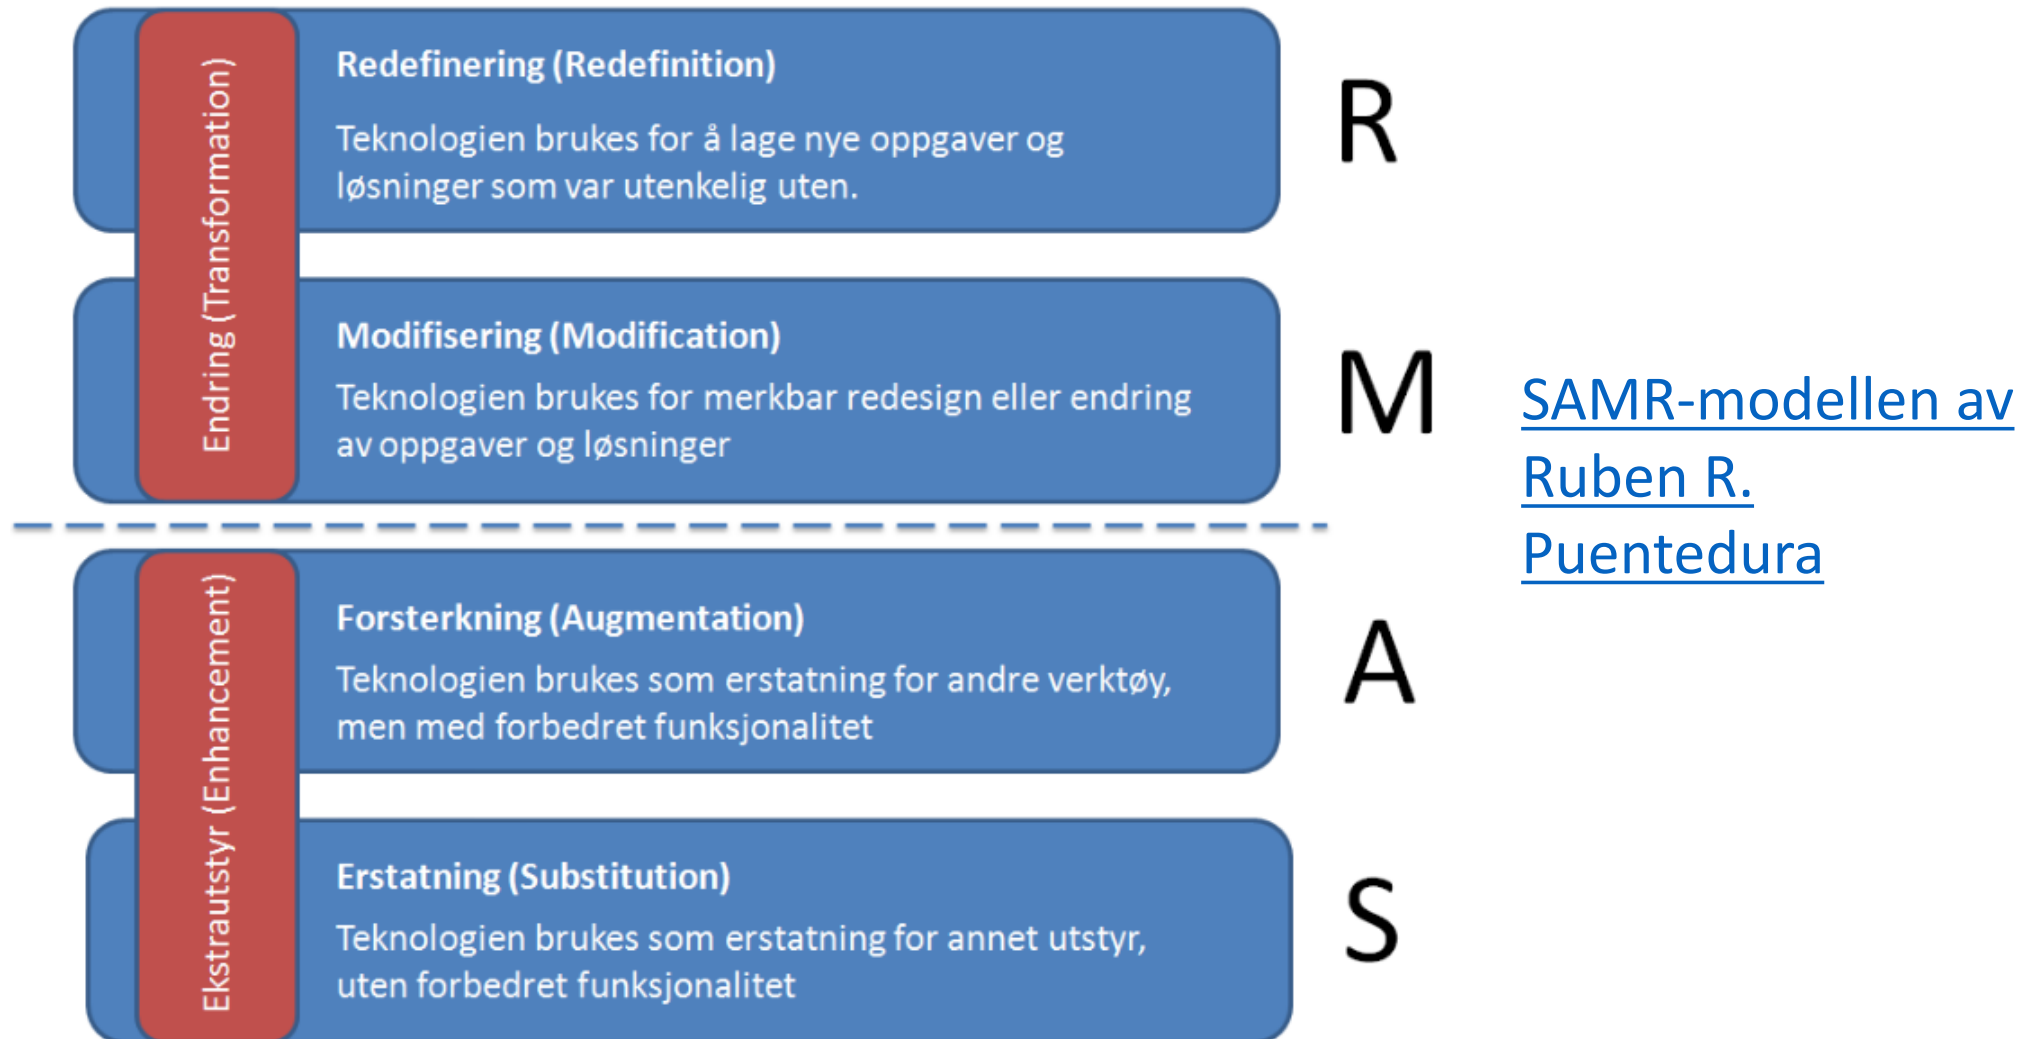 Endring (Transformation)
Redefinering (Redefinition)
Teknologien brukes for å lage nye oppgaver og
løsninger som var utenkelig uten.
R
Modifisering (Modification)
Teknologien brukes for merkbar redesign eller endring
av oppgaver og løsninger
M
SAMR-modellen av
Ruben R.
Puentedura
Ekstrautstyr (Enhancement)
Forsterkning (Augmentation)
Teknologien brukes som erstatning for andre verktøy,
men med forbedret funksjonalitet
A
Erstatning (Substitution)
Teknologien brukes som erstatning for annet utstyr,
uten forbedret funksjonalitet
S